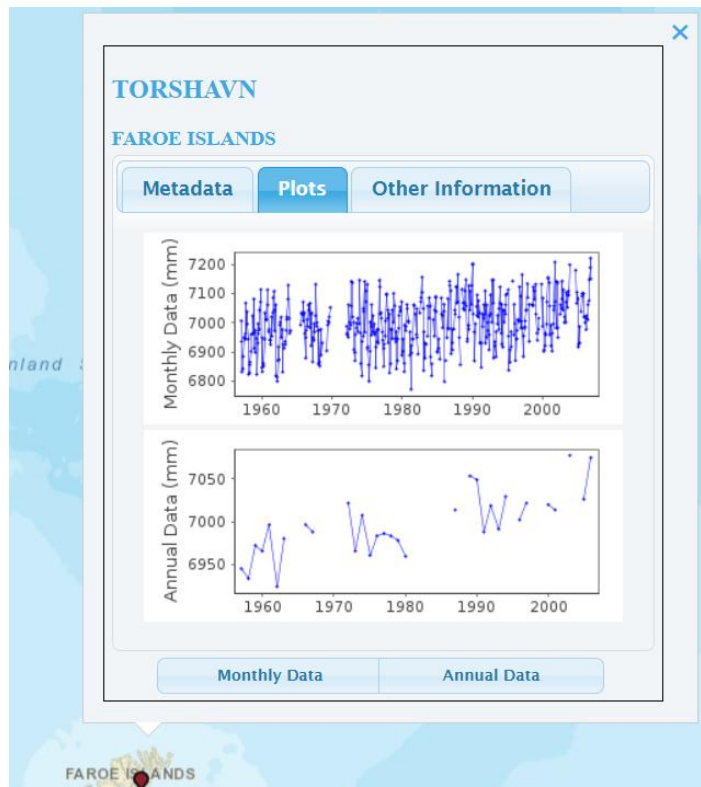 ×
TORSHAVN
FAROE ISLANDS
Metadata Plots Other Information
Monthly Data (mm)
7200
7100
7000
6900
6800
1960 1970 1980 1990 2000
Annual Data (mm)
7050
7000
6950
1960 1970 1980 1990 2000
Monthly Data Annual Data
nland
FAROE ISLANDS